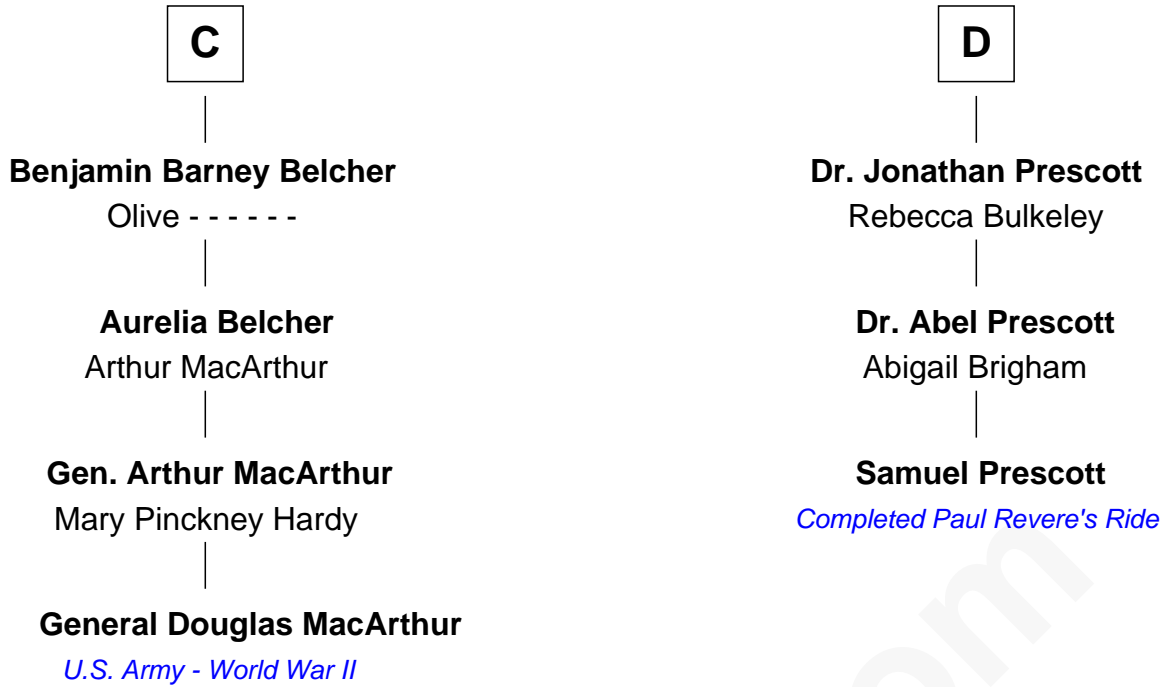 C
Benjamin Barney Belcher
Olive - - - - - -
Aurelia Belcher
Arthur MacArthur
Gen. Arthur MacArthur
Mary Pinckney Hardy
General Douglas MacArthur
U.S. Army - World War II
D
Dr. Jonathan Prescott
Rebecca Bulkeley
Dr. Abel Prescott
Abigail Brigham
Samuel Prescott
Completed Paul Revere's Ride
om